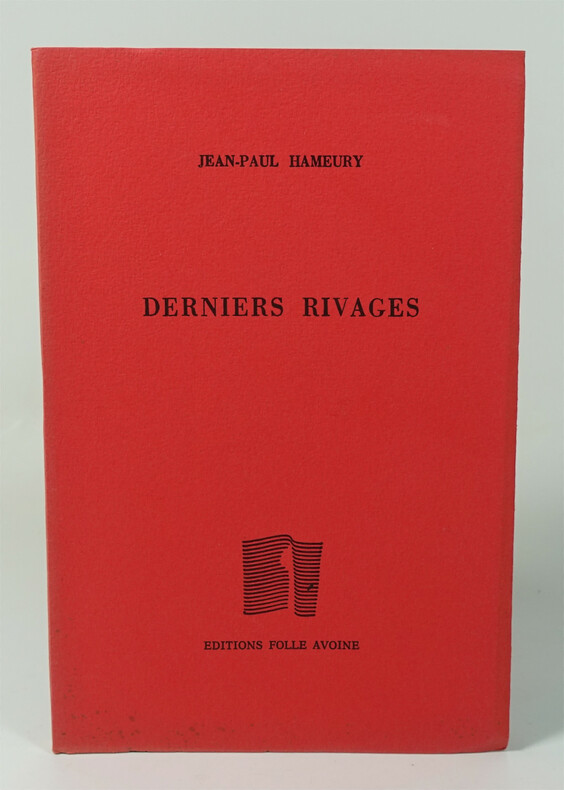 JEAN-PAUL HAMEURY
DERNIERS RIVAGES
EDITIONS FOLLE AVOINE